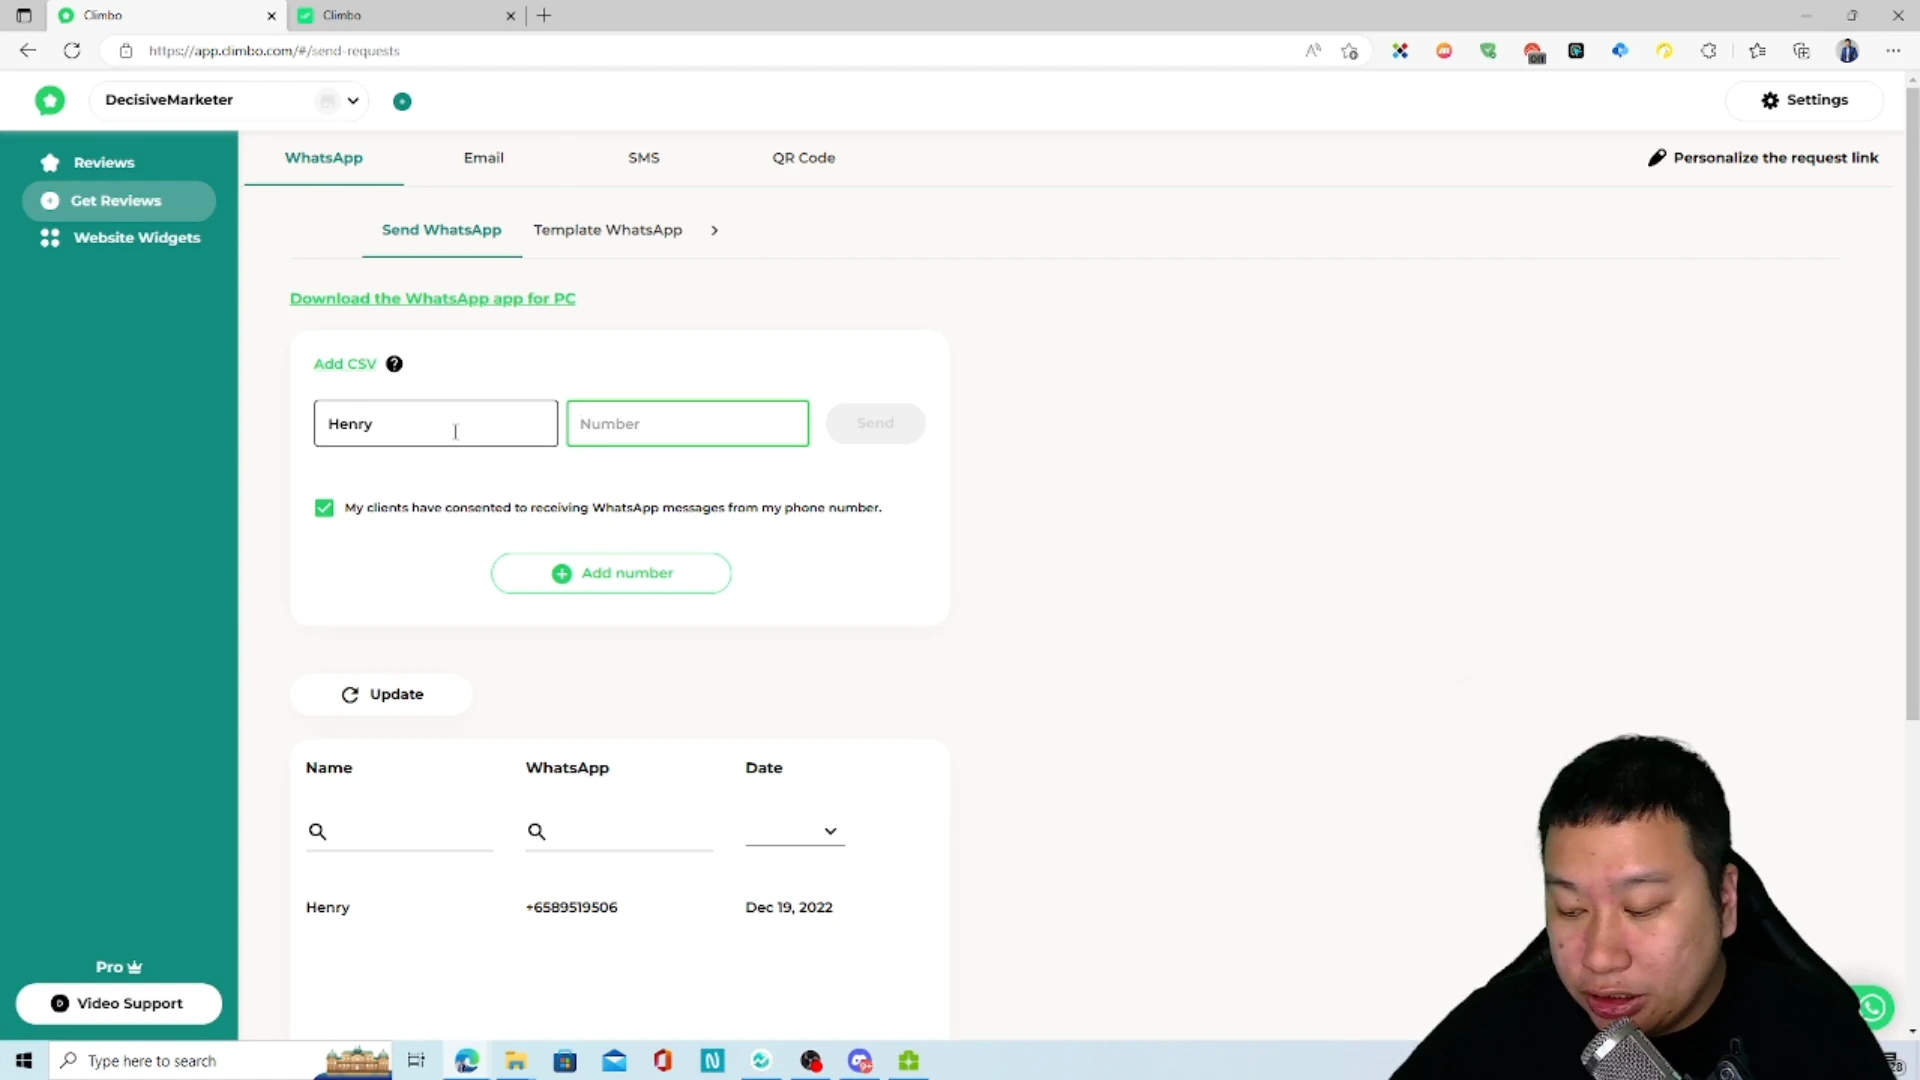 Climbo
Climbo
https://app.climbo.com/#/send-requests
off
DecisiveMarketer
Settings
Reviews
Get Reviews
Website Widgets
WhatsApp
Email
SMS
QR Code
Personalize the request link
Send WhatsApp
Template WhatsApp
Download the WhatsApp app for PC
Add CSV
Henry
Number
Send
My clients have consented to receiving WhatsApp messages from my phone number.
Add number
Update
Name
WhatsApp
Date
Henry
+6589519506
Dec 19, 2022
Pro
Video Support
Type here to search